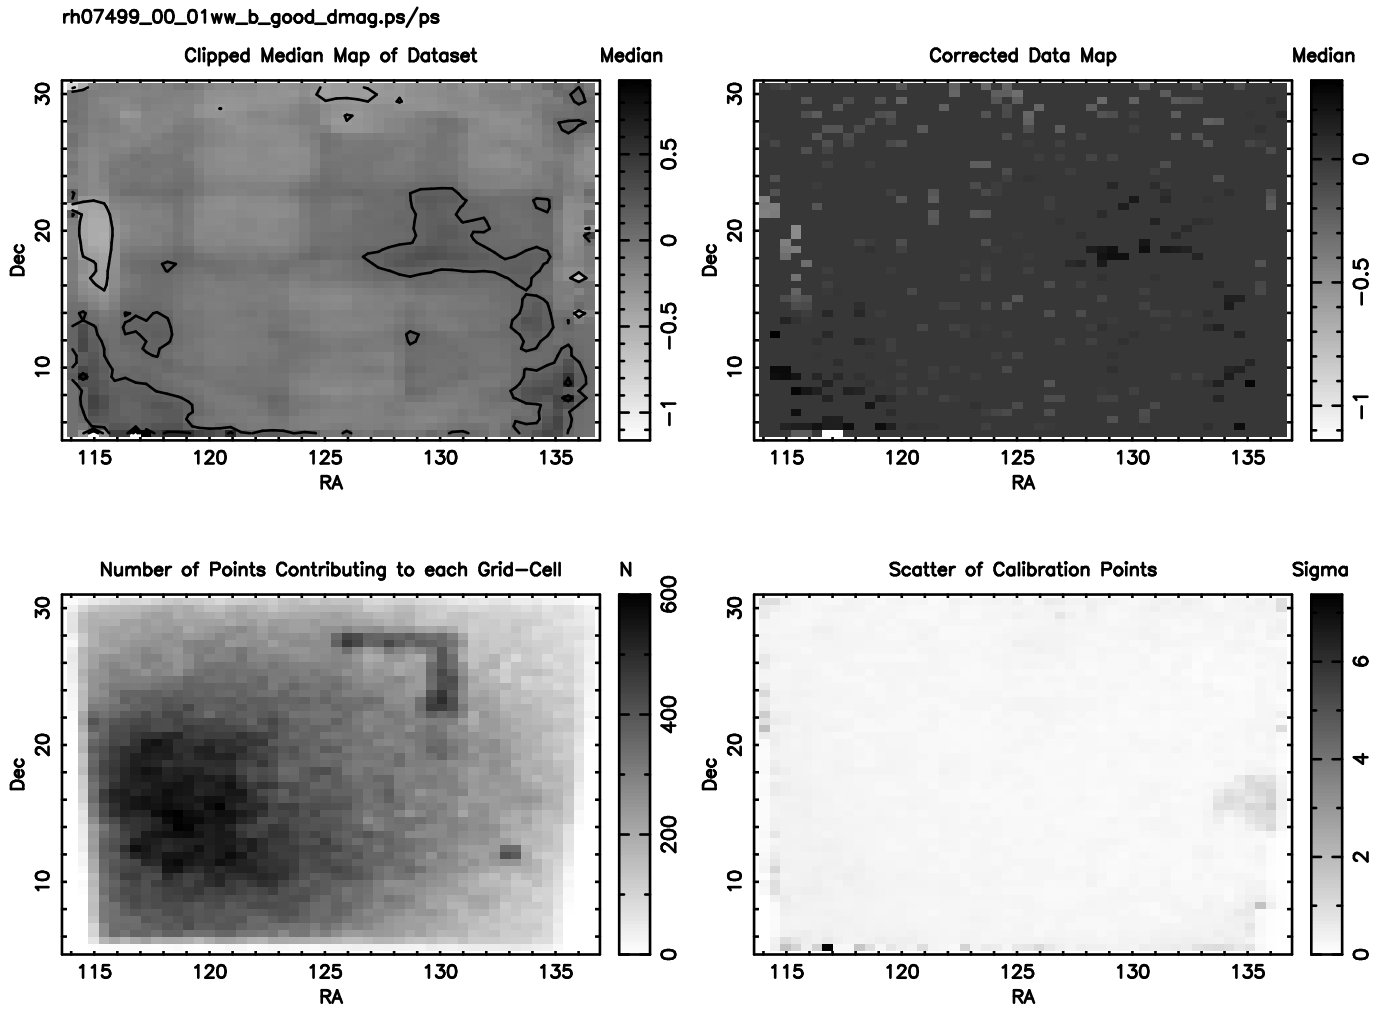 rh07499_00_01ww_b_good_dmag.ps/ps
Clipped Median Map of Dataset
Median
30
20
10
Dec
115
120
125
130
135
RA
0.5
0
−0.5
−1
Corrected Data Map
Median
30
20
10
Dec
115
120
125
130
135
RA
0
−0.5
−1
Number of Points Contributing to each Grid−Cell
N
30
20
10
Dec
115
120
125
130
135
RA
600
400
200
0
Scatter of Calibration Points
Sigma
30
20
10
Dec
115
120
125
130
135
RA
6
4
2
0